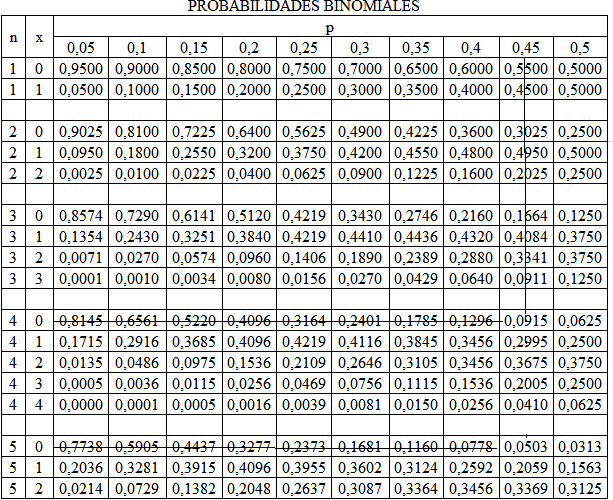 PROBABILIDADES BINOMIALES
n x p
0,05 0,1 0,15 0,2 0,25 0,3 0,35 0,4 0,45 0,5
1 0 0,9500 0,9000 0,8500 0,8000 0,7500 0,7000 0,6500 0,6000 0,5500 0,5000
1 1 0,0500 0,1000 0,1500 0,2000 0,2500 0,3000 0,3500 0,4000 0,4500 0,5000
2 0 0,9025 0,8100 0,7225 0,6400 0,5625 0,4900 0,4225 0,3600 0,3025 0,2500
2 1 0,0950 0,1800 0,2550 0,3200 0,3750 0,4200 0,4550 0,4800 0,4950 0,5000
2 2 0,0025 0,0100 0,0225 0,0400 0,0625 0,0900 0,1225 0,1600 0,2025 0,2500
3 0 0,8574 0,7290 0,6141 0,5120 0,4219 0,3430 0,2746 0,2160 0,1664 0,1250
3 1 0,1354 0,2430 0,3251 0,3840 0,4219 0,4410 0,4436 0,4320 0,4084 0,3750
3 2 0,0071 0,0270 0,0574 0,0960 0,1406 0,1890 0,2389 0,2880 0,3341 0,3750
3 3 0,0001 0,0010 0,0034 0,0080 0,0156 0,0270 0,0429 0,0640 0,0911 0,1250
4 0 0,8145 0,6561 0,5220 0,4096 0,3164 0,2401 0,1785 0,1296 0,0915 0,0625
4 1 0,1715 0,2916 0,3685 0,4096 0,4219 0,4116 0,3845 0,3456 0,2995 0,2500
4 2 0,0135 0,0486 0,0975 0,1536 0,2109 0,2646 0,3105 0,3456 0,3675 0,3750
4 3 0,0005 0,0036 0,0115 0,0256 0,0469 0,0756 0,1115 0,1536 0,2005 0,2500
4 4 0,0000 0,0001 0,0005 0,0016 0,0039 0,0081 0,0150 0,0256 0,0410 0,0625
5 0 0,7738 0,5905 0,4437 0,3277 0,2373 0,1681 0,1160 0,0778 0,0503 0,0313
5 1 0,2036 0,3281 0,3915 0,4096 0,3955 0,3602 0,3124 0,2592 0,2059 0,1563
5 2 0,0214 0,0729 0,1382 0,2048 0,2637 0,3087 0,3364 0,3456 0,3369 0,3125